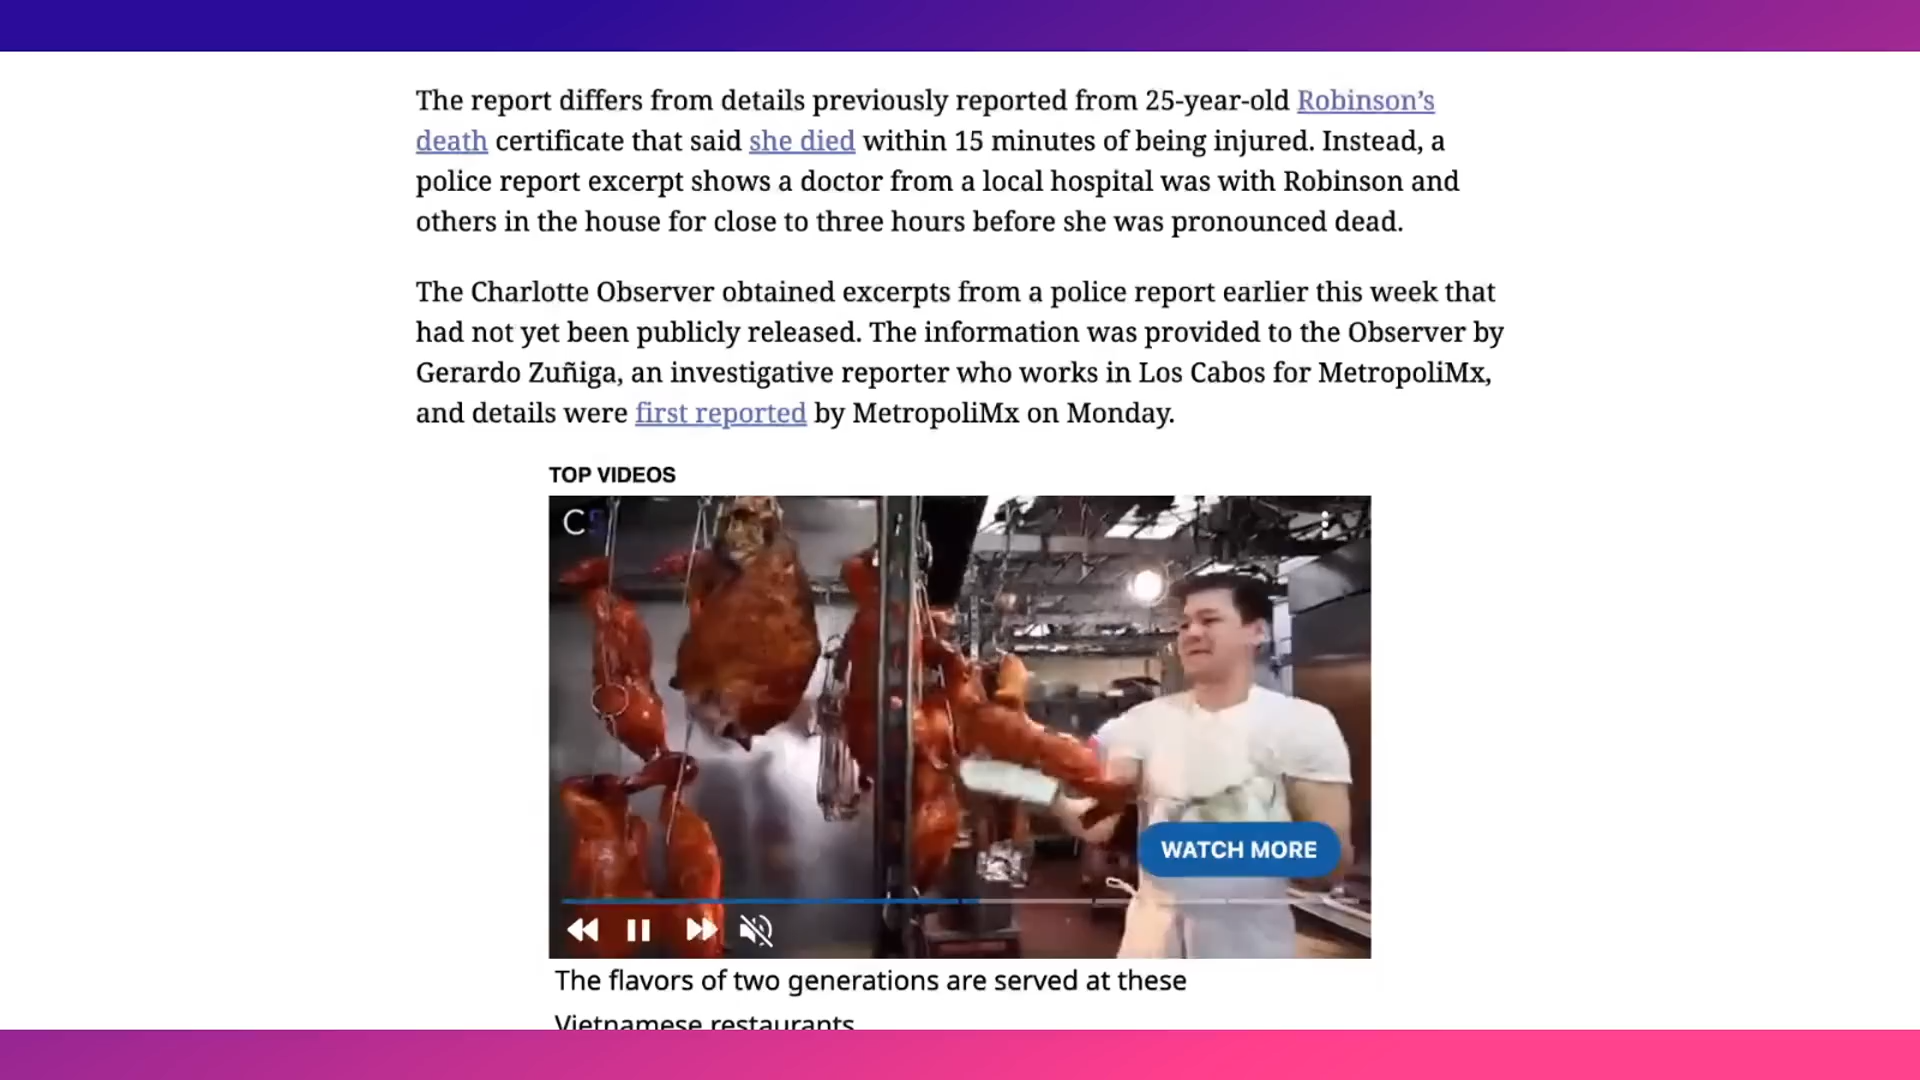 The report differs from details previously reported from 25-year-old Robinson’s
death certificate that said she died within 15 minutes of being injured. Instead, a
police report excerpt shows a doctor from a local hospital was with Robinson and
others in the house for close to three hours before she was pronounced dead.
The Charlotte Observer obtained excerpts from a police report earlier this week that
had not yet been publicly released. The information was provided to the Observer by
Gerardo Zuñiga, an investigative reporter who works in Los Cabos for MetropoliMx,
and details were first reported by MetropoliMx on Monday.
TOP VIDEOS
C5
WATCH MORE
The flavors of two generations are served at these
Vietnamese restaurants